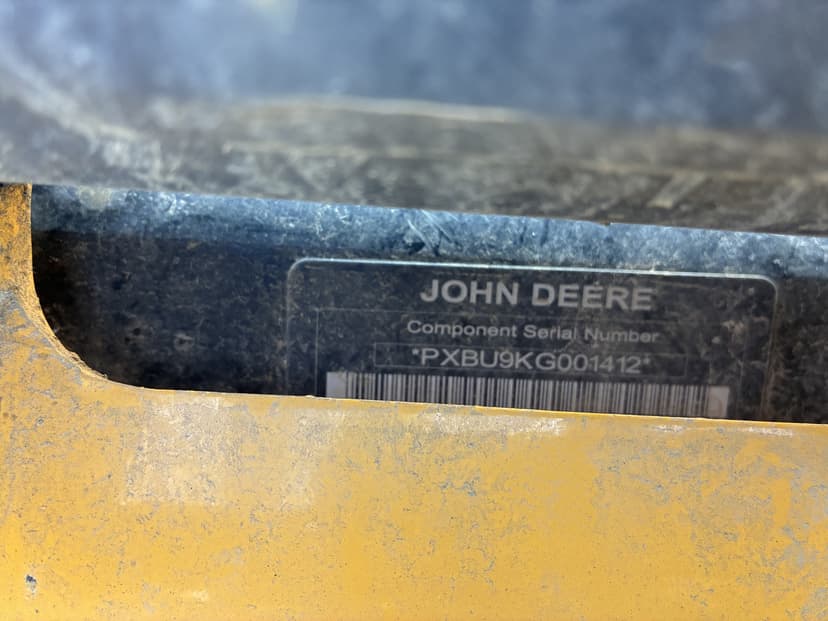 JOHN DEERE
Component Serial Number
*PXBU9KG001412*